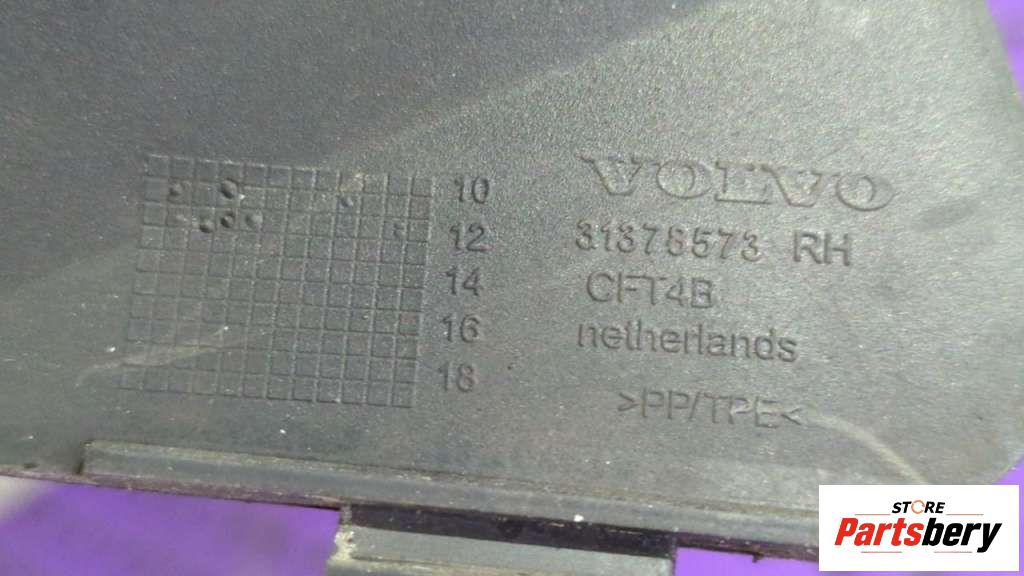 VOLVO
10
31378573 RH
12
CFT4B
14
netherlands
16
>PP/TPE<
18
STORE
Partsbery